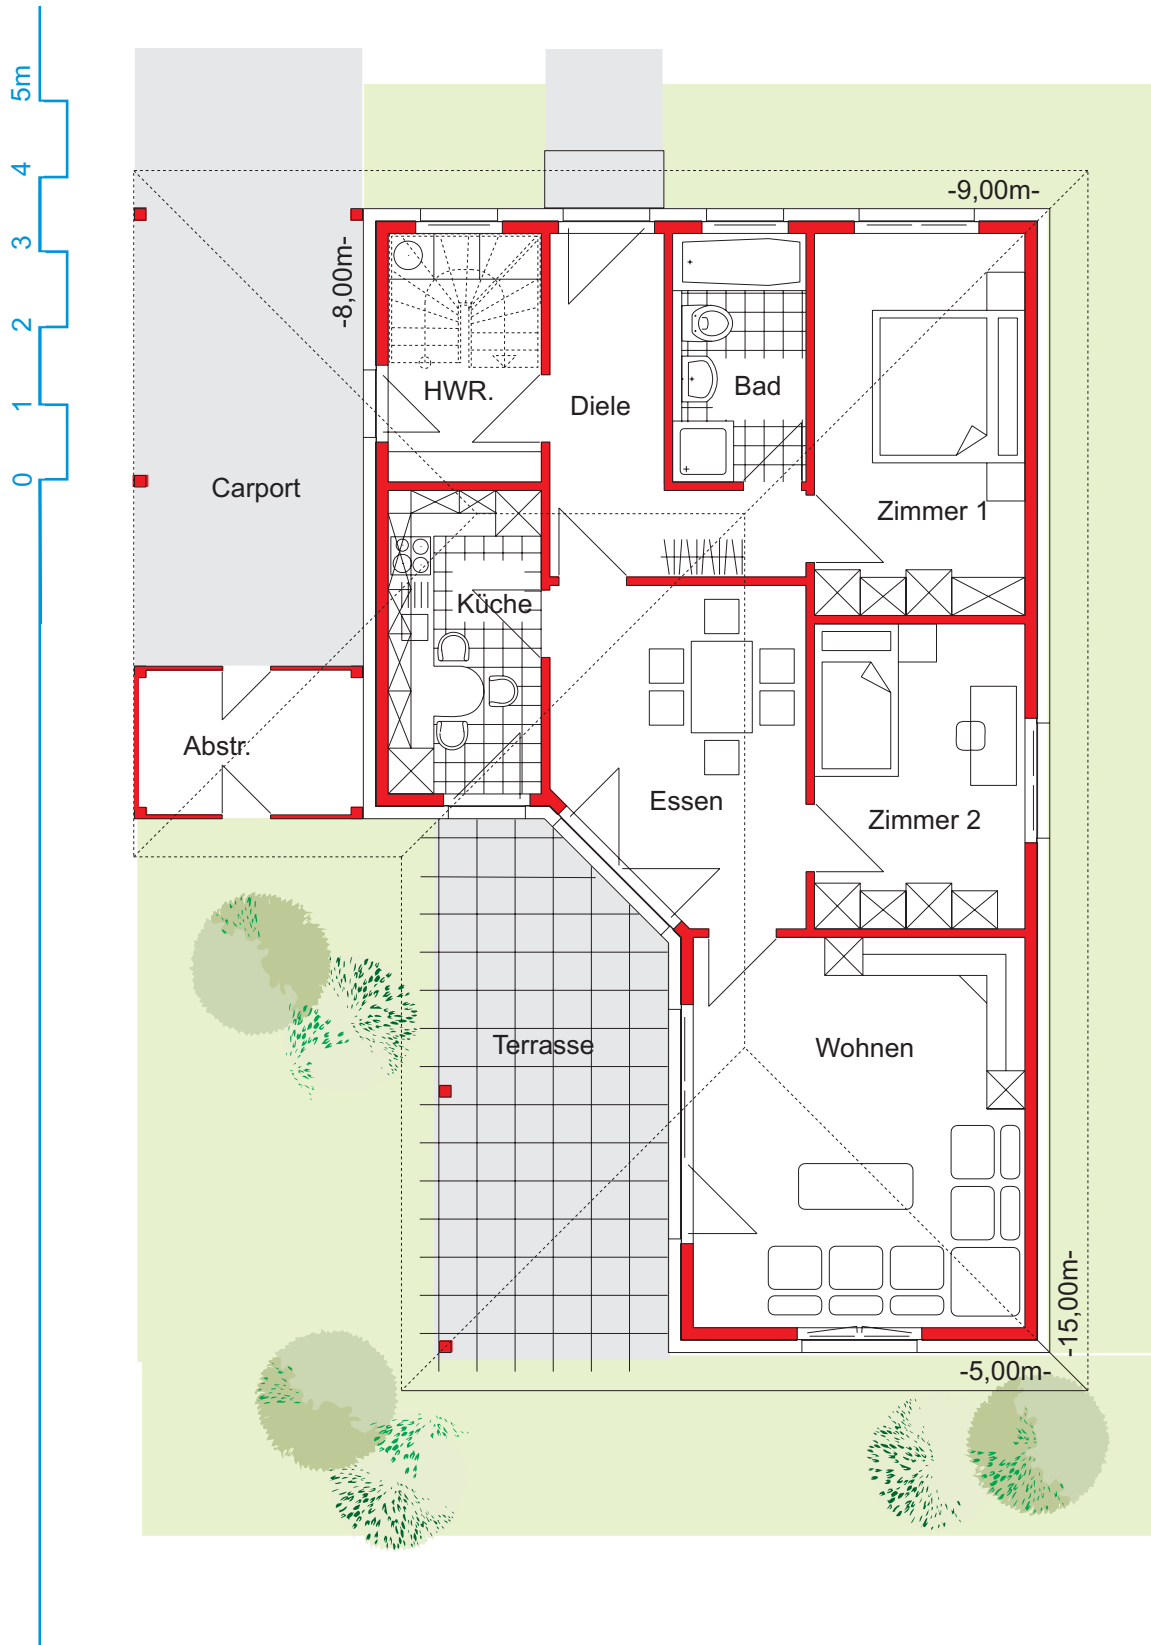 5m
4
3
2
1
0
-9,00m-
-8,00m-
HWR.
Diele
Bad
Carport
Zimmer 1
Küche
Abstr.
Essen
Zimmer 2
Terrasse
Wohnen
-15,00m-
-5,00m-